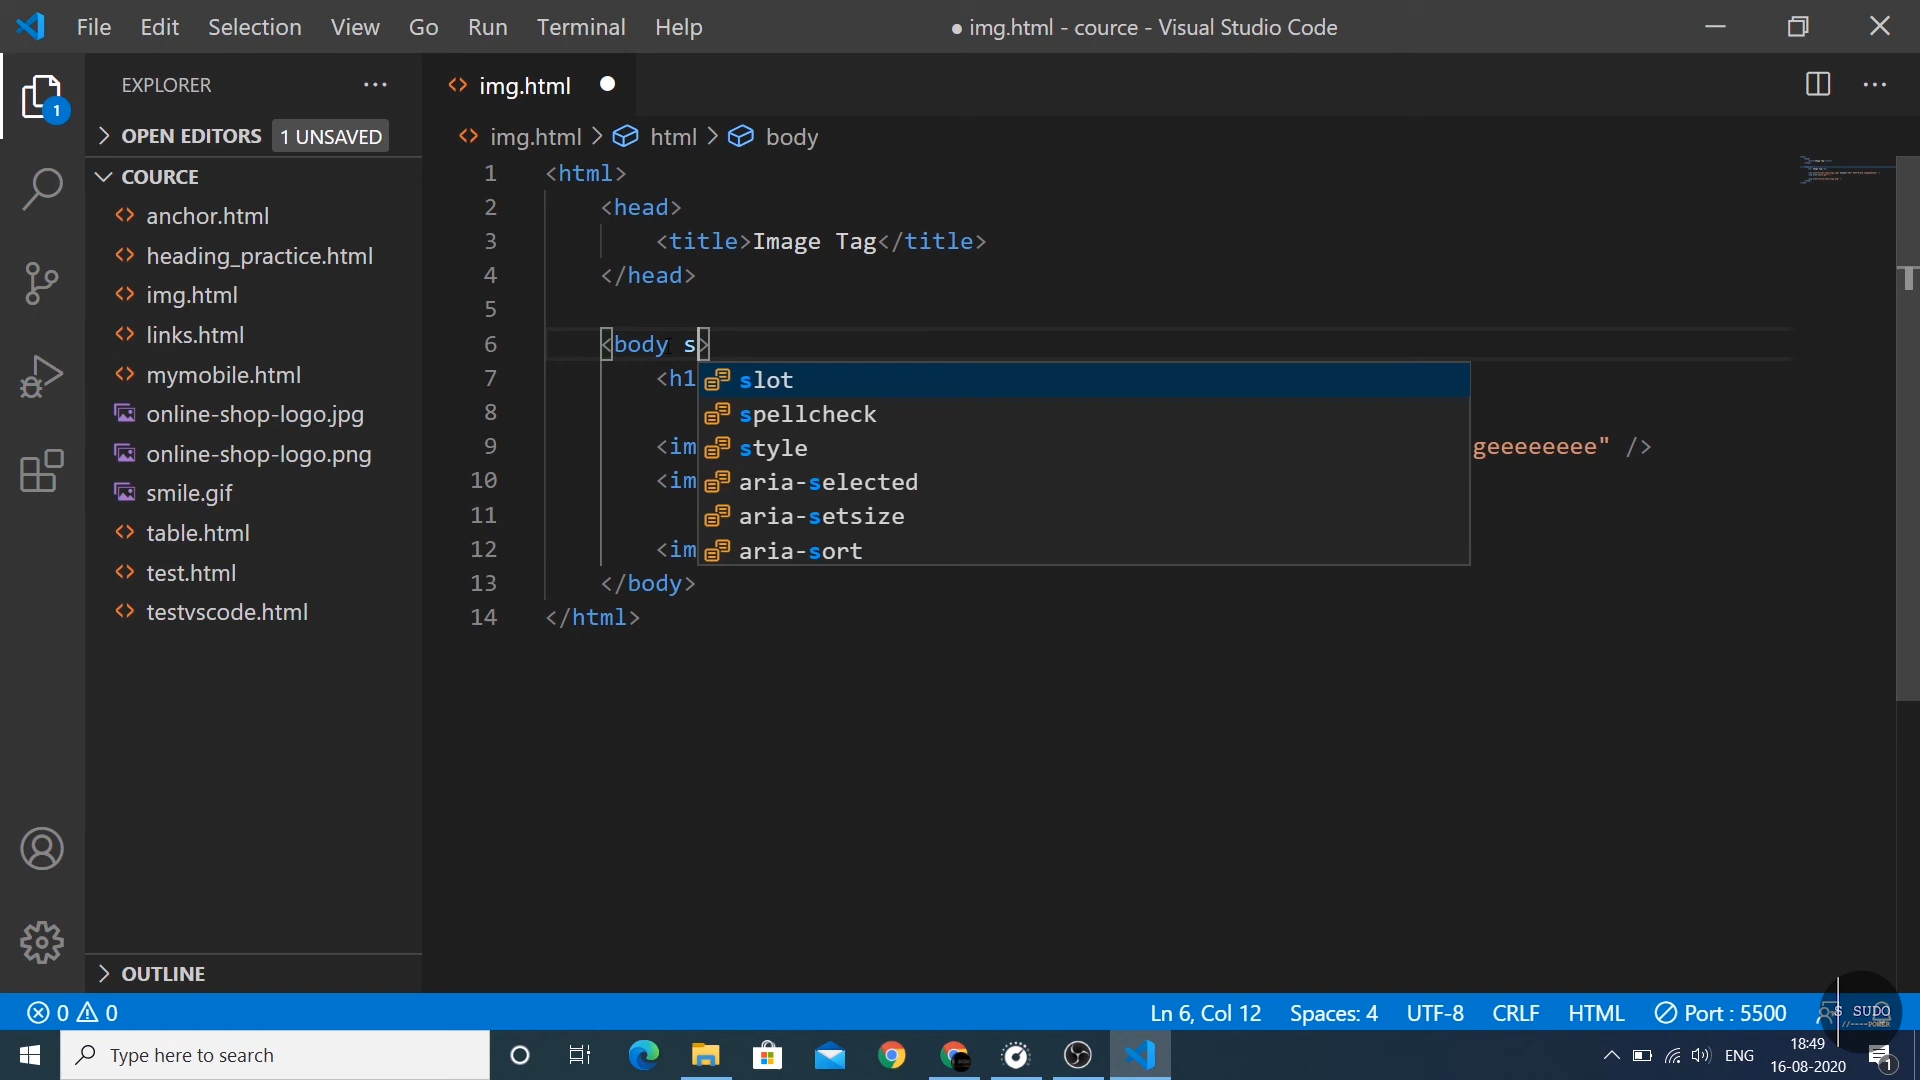 File Edit Selection View Go Run Terminal Help
● img.html - cource - Visual Studio Code
EXPLORER
OPEN EDITORS 1 UNSAVED
COURCE
anchor.html
heading_practice.html
img.html
links.html
mymobile.html
online-shop-logo.jpg
online-shop-logo.png
smile.gif
table.html
test.html
testvscode.html
OUTLINE
1
img.html
img.html > html > body
1 <html>
2 <head>
3 <title>Image Tag</title>
4 </head>
5
6 <body s>
7 <h1
8
9 <im geeeeeeee" />
10 <im
11
12 <im
13 </body>
14 </html>
slot
spellcheck
style
aria-selected
aria-setsize
aria-sort
0 0
Ln 6, Col 12 Spaces: 4 UTF-8 CRLF HTML Port : 5500
SUDO
POWER
Type here to search
ENG
18:49
16-08-2020
1